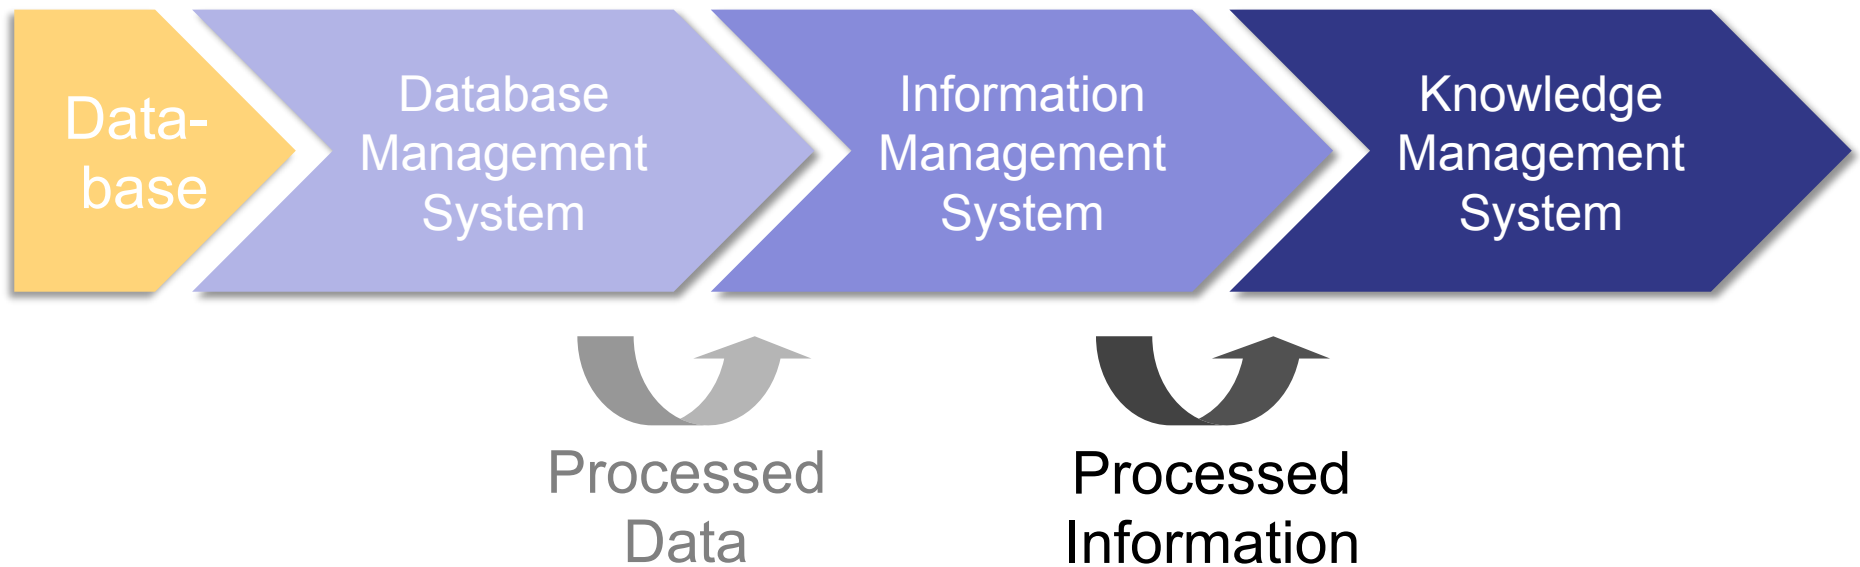 Data-
base
Database
Management
System
Information
Management
System
Knowledge
Management
System
Processed
Data
Processed
Information